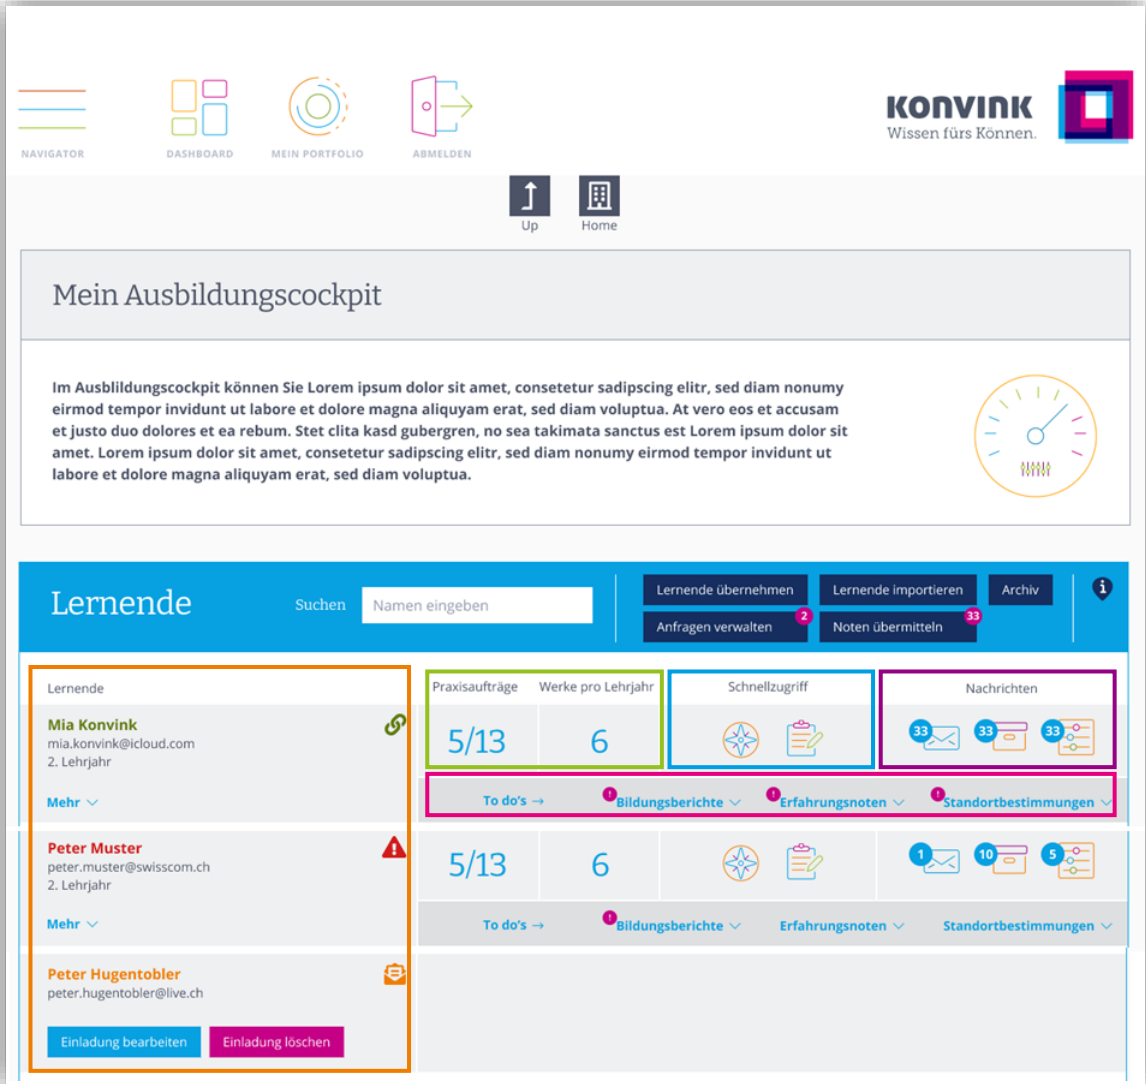 KONVINK
Wissen fürs Können.
NAVIGATOR
DASHBOARD
MEIN PORTFOLIO
ABMELDEN
Up
Home
Mein Ausbildungscockpit
Im Ausblildungscockpit können Sie Lorem ipsum dolor sit amet, consetetur sadipscing elitr, sed diam nonumy
eirmod tempor invidunt ut labore et dolore magna aliquyam erat, sed diam voluptua. At vero eos et accusam
et justo duo dolores et ea rebum. Stet clita kasd gubergren, no sea takimata sanctus est Lorem ipsum dolor sit
amet. Lorem ipsum dolor sit amet, consetetur sadipscing elitr, sed diam nonumy eirmod tempor invidunt ut
labore et dolore magna aliquyam erat, sed diam voluptua.
Lernende
Suchen
Namen eingeben
Lernende übernehmen
Lernende importieren
Archiv
Anfragen verwalten
2
Noten übermitteln
33
Lernende
Praxisaufträge
Werke pro Lehrjahr
Schnellzugriff
Nachrichten
Mia Konvink
mia.konvink@icloud.com
2. Lehrjahr
Mehr
5/13
6
33
33
33
To do's →
! Bildungsberichte
! Erfahrungsnoten
! Standortbestimmungen
Peter Muster
peter.muster@swisscom.ch
2. Lehrjahr
Mehr
5/13
6
1
10
5
To do's →
! Bildungsberichte
Erfahrungsnoten
Standortbestimmungen
Peter Hugentobler
peter.hugentobler@live.ch
Einladung bearbeiten
Einladung löschen